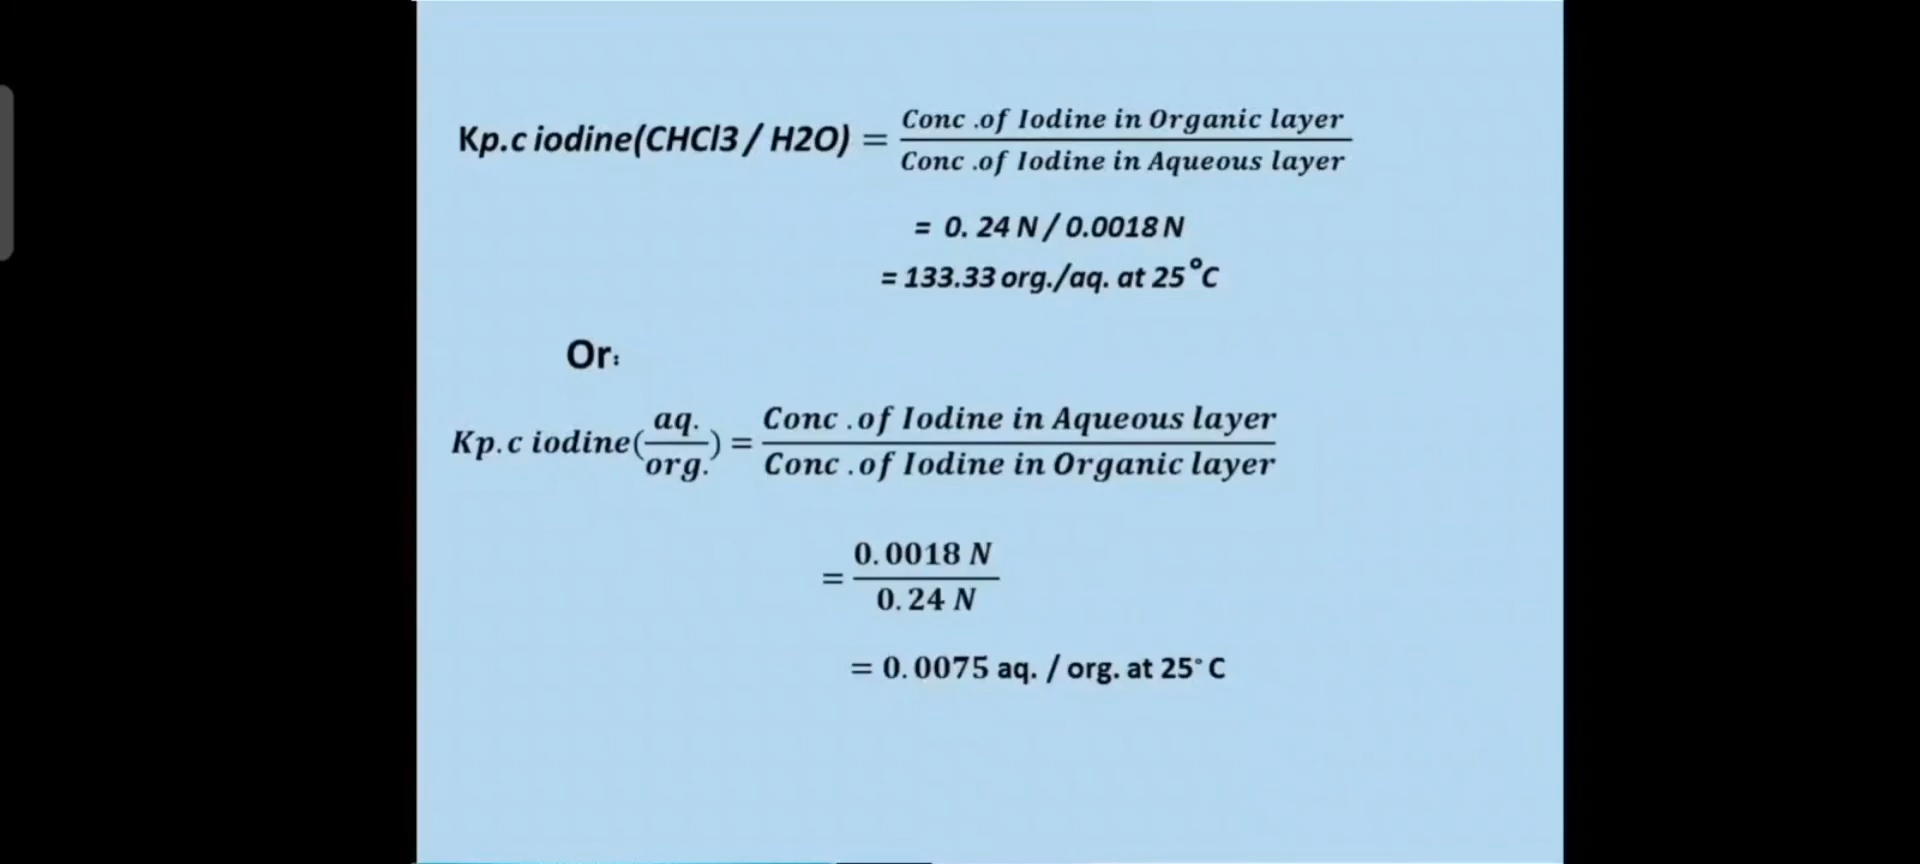 Kp.c iodine(CHCl3 / H2O) = Conc .of Iodine in Organic layer / Conc .of Iodine in Aqueous layer
= 0. 24 N / 0.0018 N
= 133.33 org./aq. at 25°C
Or:
Kp.c iodine(aq./org.) = Conc .of Iodine in Aqueous layer / Conc .of Iodine in Organic layer
= 0.0018 N / 0.24 N
= 0.0075 aq. / org. at 25° C